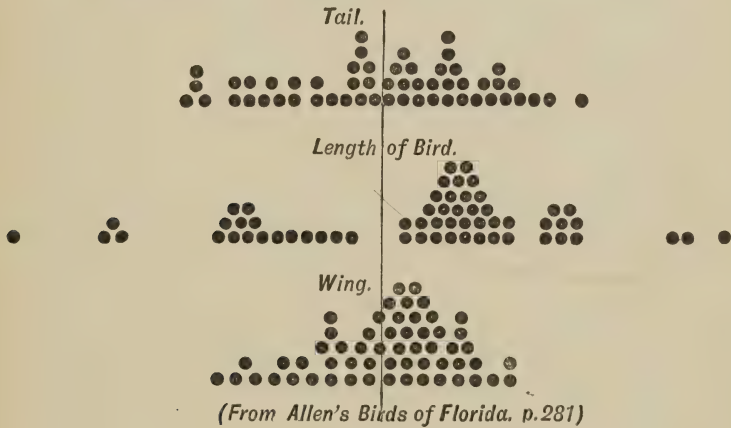 Tail.
Length of Bird.
Wing.
(From Allen's Birds of Florida. p.281)